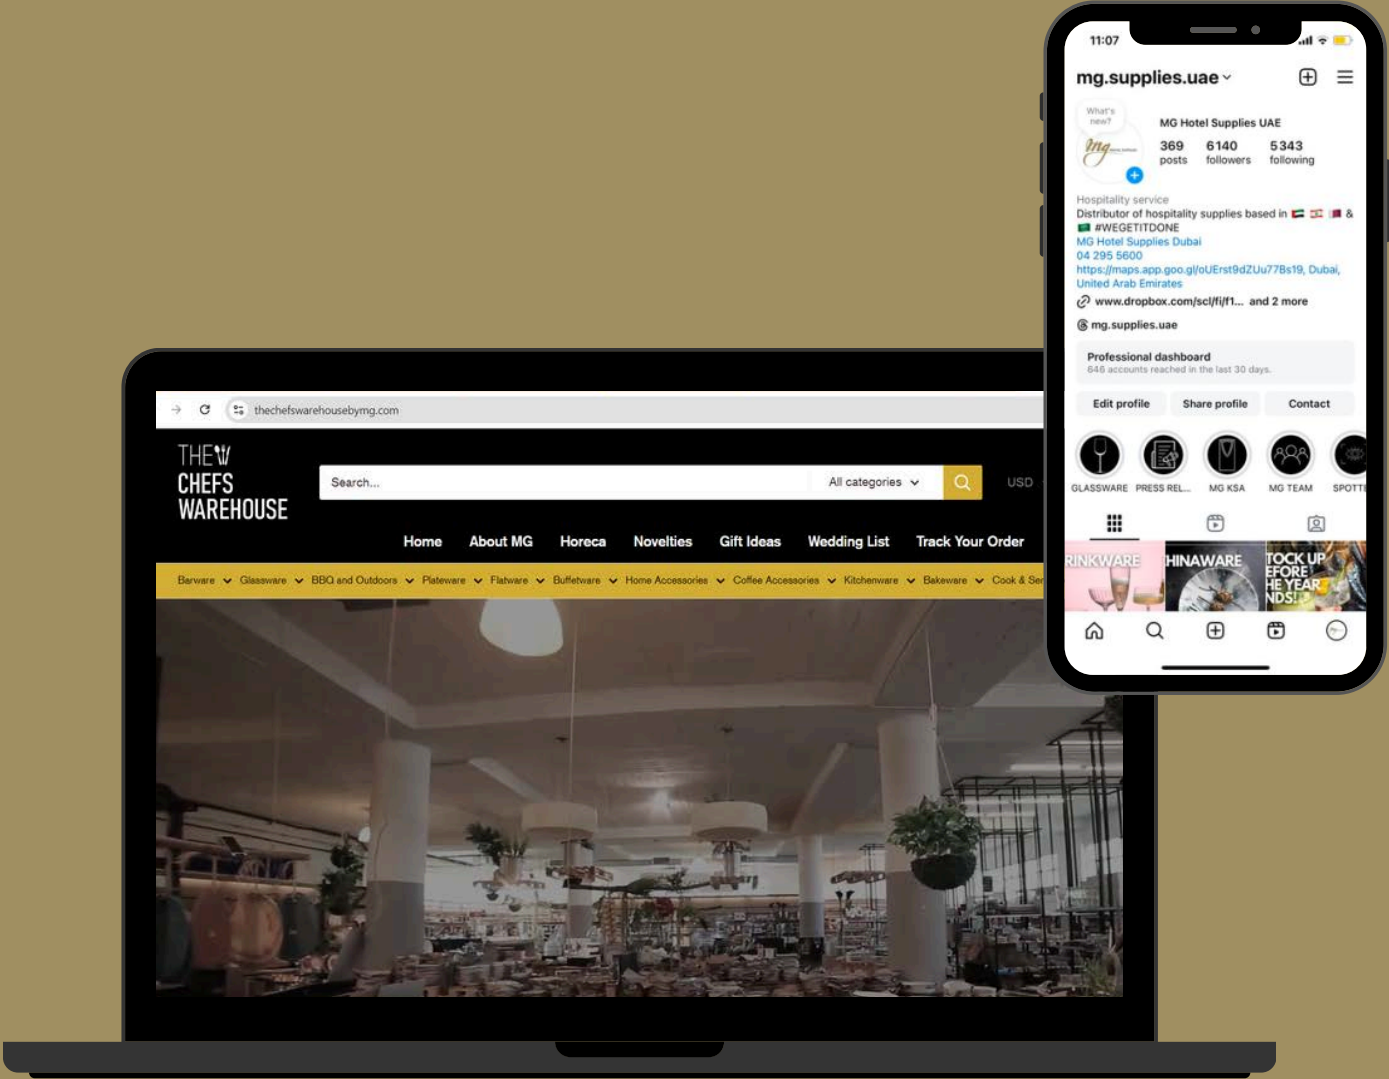 11:07
mg.supplies.uae
What's
new?
mg
MG Hotel Supplies UAE
369 6140 5343
posts followers following
Hospitality service
Distributor of hospitality supplies based in 🇦🇪 🇱🇧 🇶🇦 &
🇸🇦 #WEGETITDONE
MG Hotel Supplies Dubai
04 295 5600
https://maps.app.goo.gl/oUErst9dZUu77Bs19, Dubai,
United Arab Emirates
www.dropbox.com/scl/fi/f1... and 2 more
mg.supplies.uae
Professional dashboard
646 accounts reached in the last 30 days.
Edit profile Share profile Contact
GLASSWARE PRESS REL... MG KSA MG TEAM SPOTTE
RINKWARE HINAWARE TOCK UP
EFORE
HE YEAR
NDS!
thechefswarehousebymg.com
THE
CHEFS
WAREHOUSE
Search... All categories USD
Home About MG Horeca Novelties Gift Ideas Wedding List Track Your Order
Barware Glassware BBQ and Outdoors Plateware Flatware Buffetware Home Accessories Coffee Accessories Kitchenware Bakeware Cook & Ser